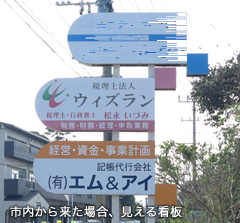 税理士法人
ウィズラン
税理士・行政書士 松永いづみ
税務・財務・経理・申告業務
経営・資金・事業計画
記帳代行会社
(有)エム&アイ
市内から来た場合、見える看板